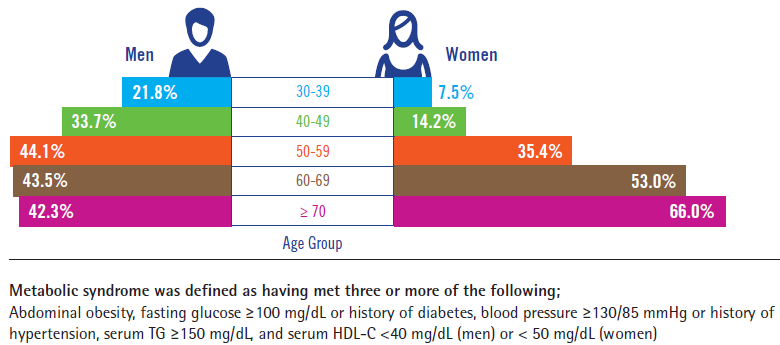 Men Women
21.8% 30-39 7.5%
33.7% 40-49 14.2%
44.1% 50-59 35.4%
43.5% 60-69 53.0%
42.3% ≥ 70 66.0%
Age Group
Metabolic syndrome was defined as having met three or more of the following;
Abdominal obesity, fasting glucose ≥100 mg/dL or history of diabetes, blood pressure ≥130/85 mmHg or history of
hypertension, serum TG ≥150 mg/dL, and serum HDL-C <40 mg/dL (men) or < 50 mg/dL (women)